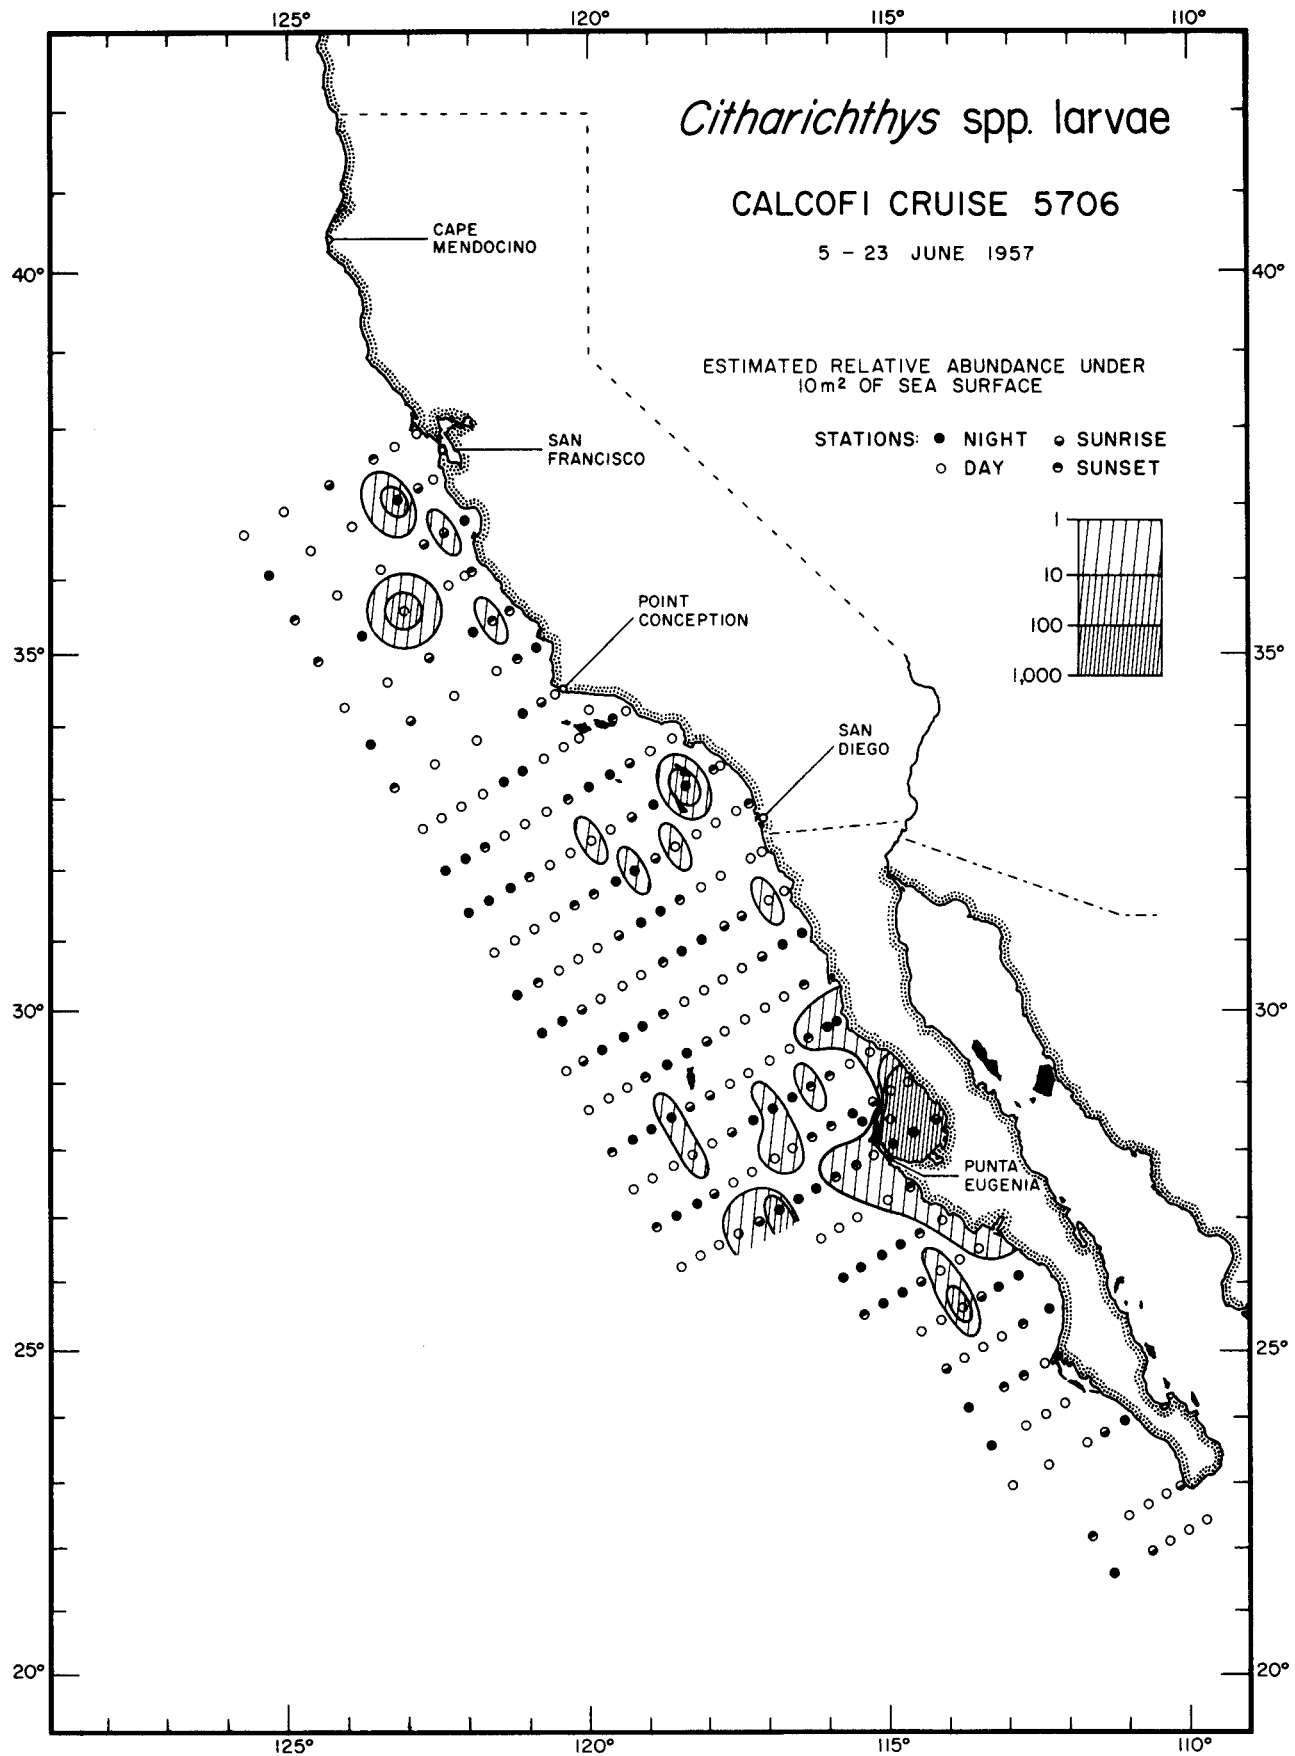 125° 120° 115° 110°
Citharichthys spp. larvae
CALCOFI CRUISE 5706
5 – 23 JUNE 1957
CAPE
MENDOCINO
40° 40°
ESTIMATED RELATIVE ABUNDANCE UNDER
10 m² OF SEA SURFACE
STATIONS: ● NIGHT SUNRISE
○ DAY SUNSET
SAN
FRANCISCO
1
10
100
1,000
POINT
CONCEPTION
35° 35°
SAN
DIEGO
30° 30°
PUNTA
EUGENIA
25° 25°
20° 20°
125° 120° 115° 110°